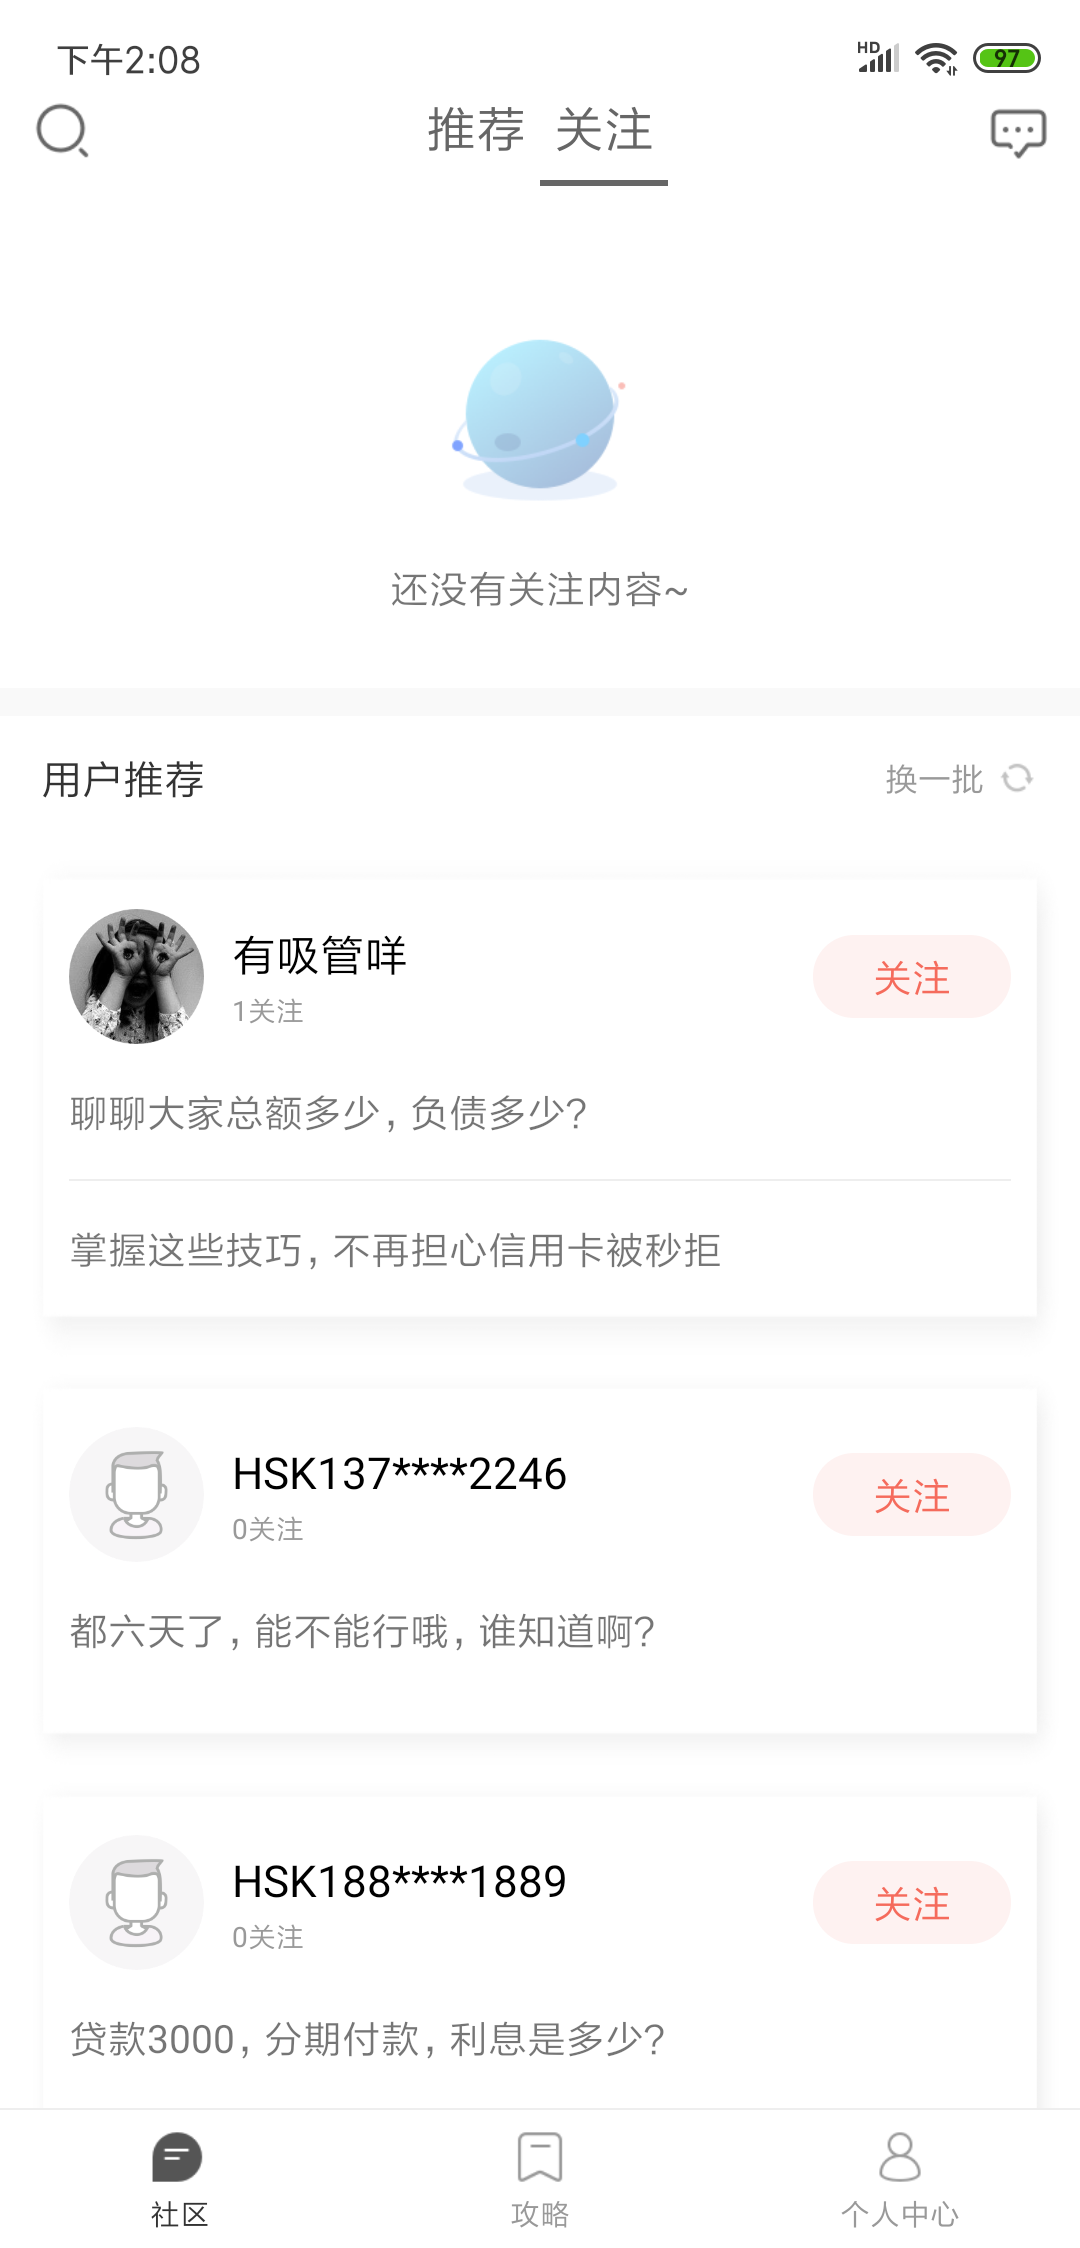 下午2:08
HD
97
推荐 关注
还没有关注内容~
用户推荐
换一批
有吸管咩
1关注
关注
聊聊大家总额多少，负债多少？
掌握这些技巧，不再担心信用卡被秒拒
HSK137****2246
0关注
关注
都六天了，能不能行哦，谁知道啊？
HSK188****1889
0关注
关注
贷款3000，分期付款，利息是多少？
社区 攻略 个人中心